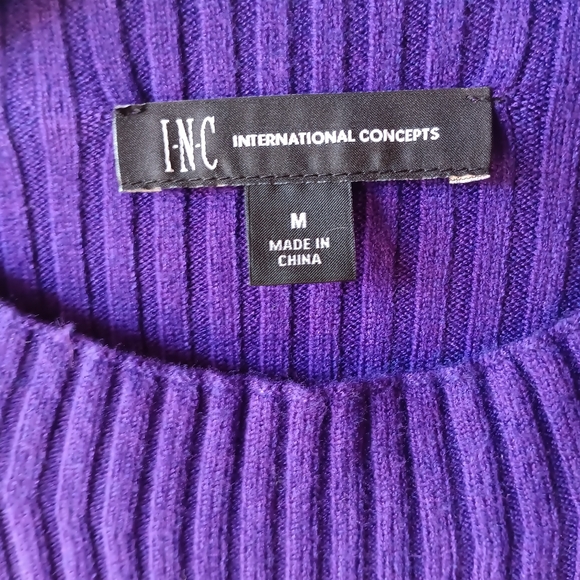 I-N-C INTERNATIONAL CONCEPTS
M
MADE IN
CHINA